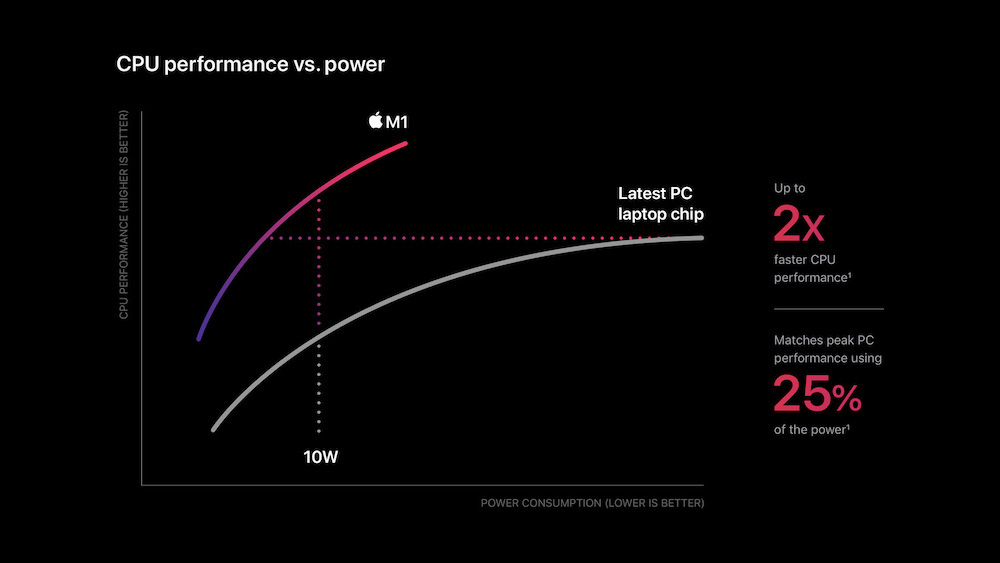 CPU performance vs. power
CPU PERFORMANCE (HIGHER IS BETTER)
M1
Latest PC
laptop chip
10W
POWER CONSUMPTION (LOWER IS BETTER)
Up to
2x
faster CPU
performance¹
Matches peak PC
performance using
25%
of the power¹